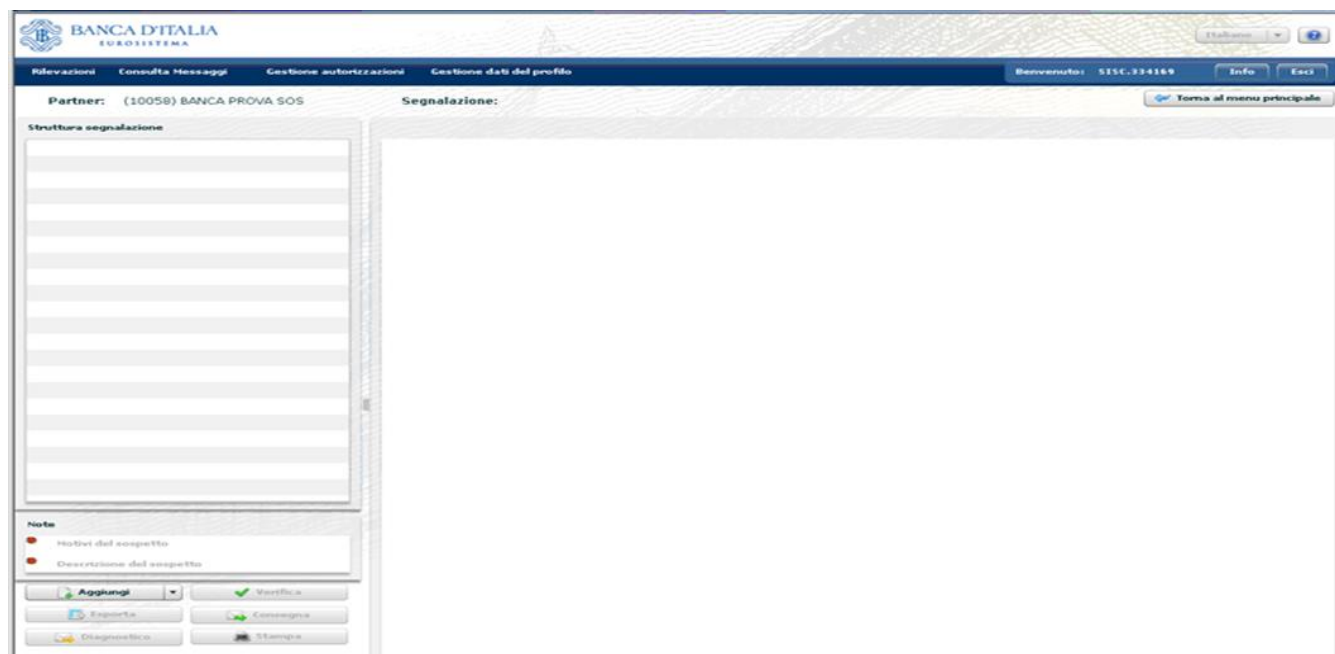 BANCA D'ITALIA
EUROSISTEMA
Italiano
Rilevazioni Consulta Messaggi Gestione autorizzazioni Gestione dati del profilo Benvenuto: SISC.334169 Info Esci
Partner: (10058) BANCA PROVA SOS Segnalazione: Torna al menu principale
Struttura segnalazione
Note
Motivi del sospetto
Descrizione del sospetto
Aggiungi Verifica
Esporta Consegna
Diagnostico Stampa